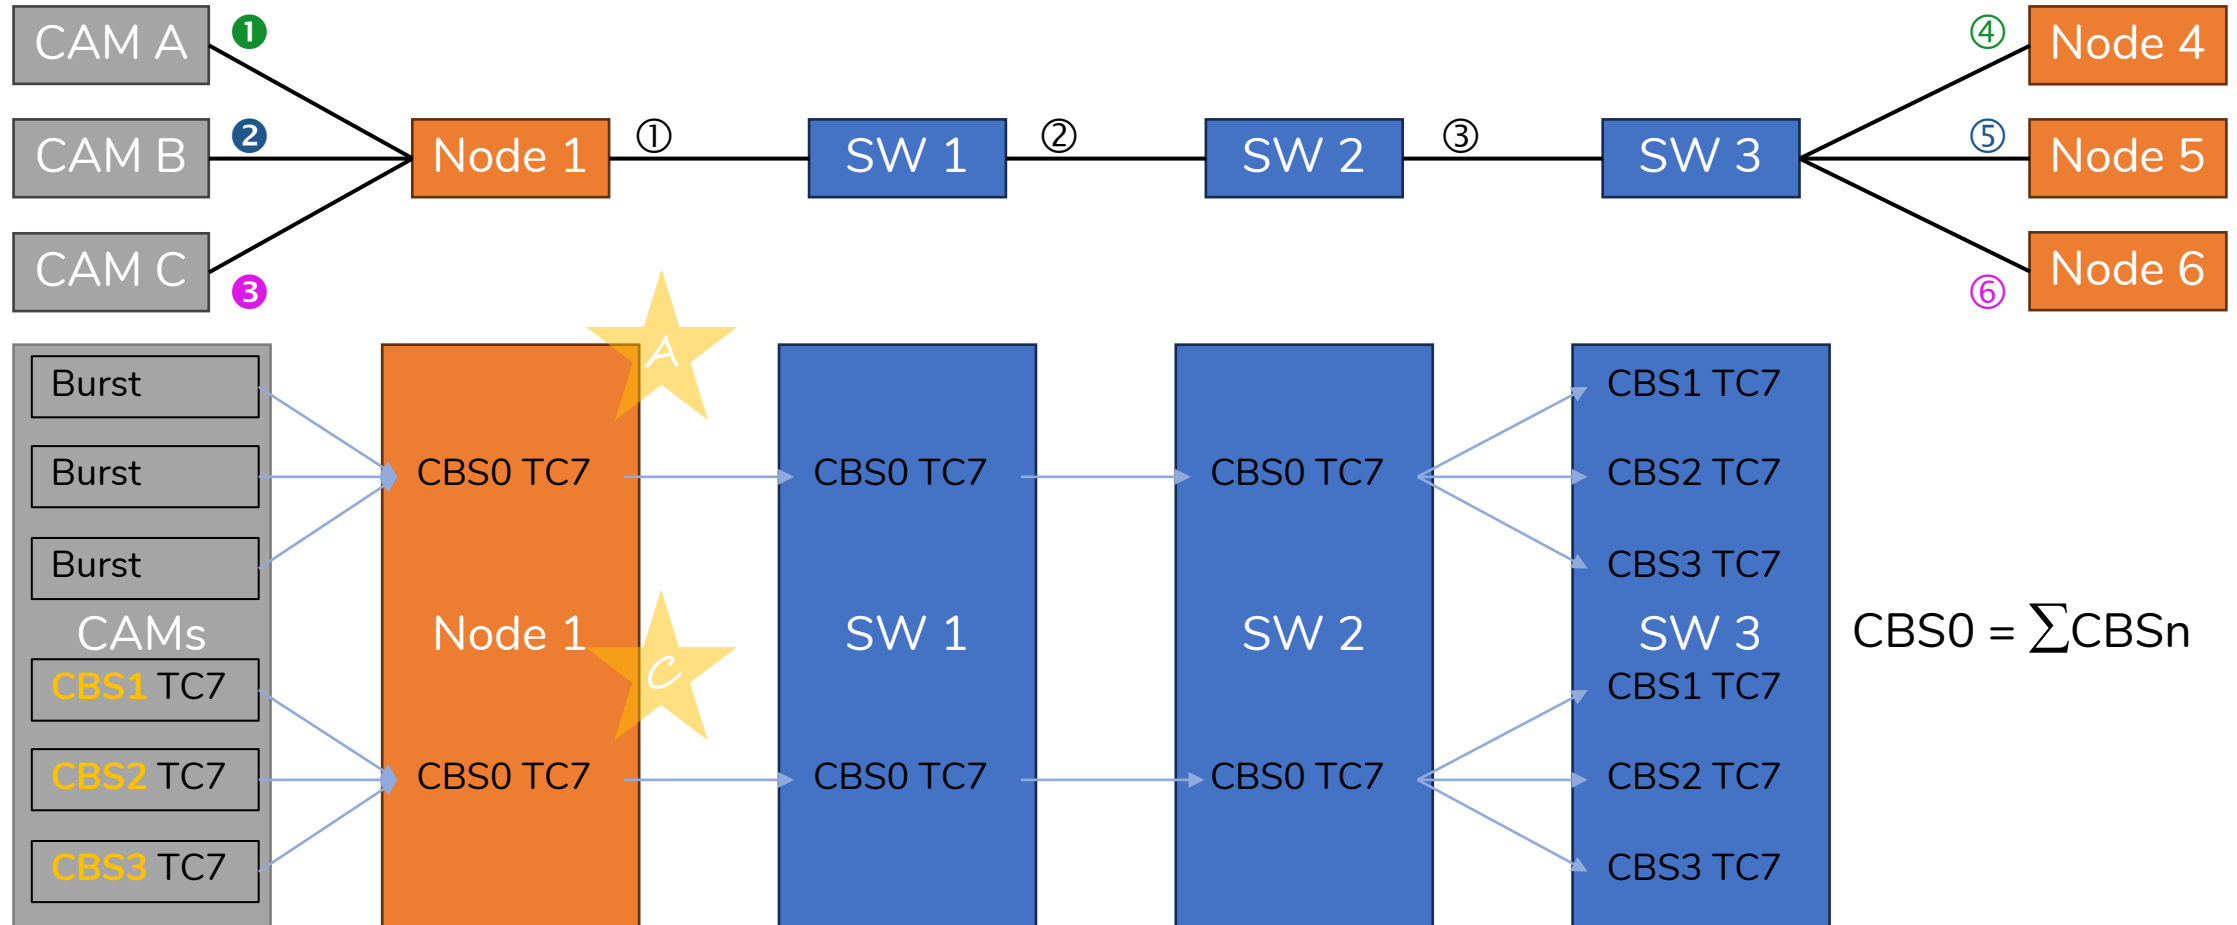 CAM A
❶
④
Node 4
CAM B
❷
Node 1
①
SW 1
②
SW 2
③
SW 3
⑤
Node 5
CAM C
❸
⑥
Node 6
A
Burst
CBS1 TC7
Burst
CBS0 TC7
CBS0 TC7
CBS0 TC7
CBS2 TC7
Burst
CBS3 TC7
CAMs
Node 1
SW 1
SW 2
SW 3
CBS0 = ∑CBSn
C
CBS1 TC7
CBS1 TC7
CBS2 TC7
CBS0 TC7
CBS0 TC7
CBS0 TC7
CBS2 TC7
CBS3 TC7
CBS3 TC7